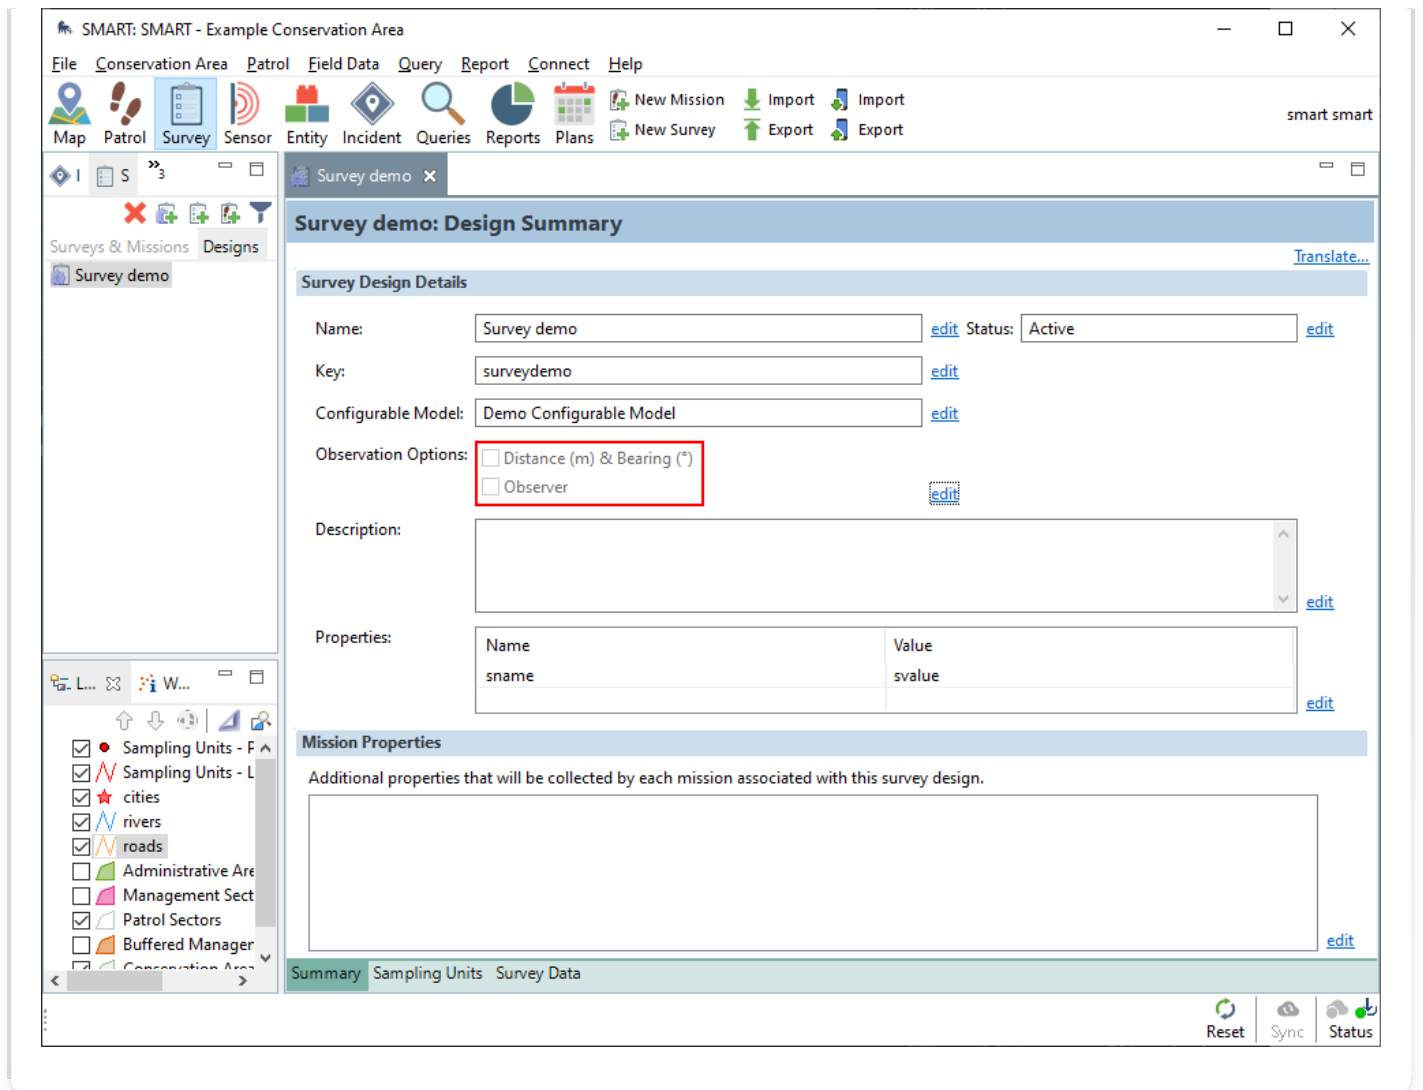 SMART: SMART - Example Conservation Area
File Conservation Area Patrol Field Data Query Report Connect Help
Map Patrol Survey Sensor Entity Incident Queries Reports Plans
New Mission Import Import
New Survey Export Export
smart smart
I S 3
Survey demo
Surveys & Missions Designs
Survey demo
Survey demo: Design Summary
Translate...
Survey Design Details
Name: Survey demo edit Status: Active edit
Key: surveydemo edit
Configurable Model: Demo Configurable Model edit
Observation Options: Distance (m) & Bearing (°)
Observer edit
Description:
edit
Properties: Name Value
sname svalue
edit
Mission Properties
Additional properties that will be collected by each mission associated with this survey design.
edit
L... W...
Sampling Units - P
Sampling Units - L
cities
rivers
roads
Administrative Are
Management Sect
Patrol Sectors
Buffered Manager
Conservation Area
Summary Sampling Units Survey Data
Reset Sync Status